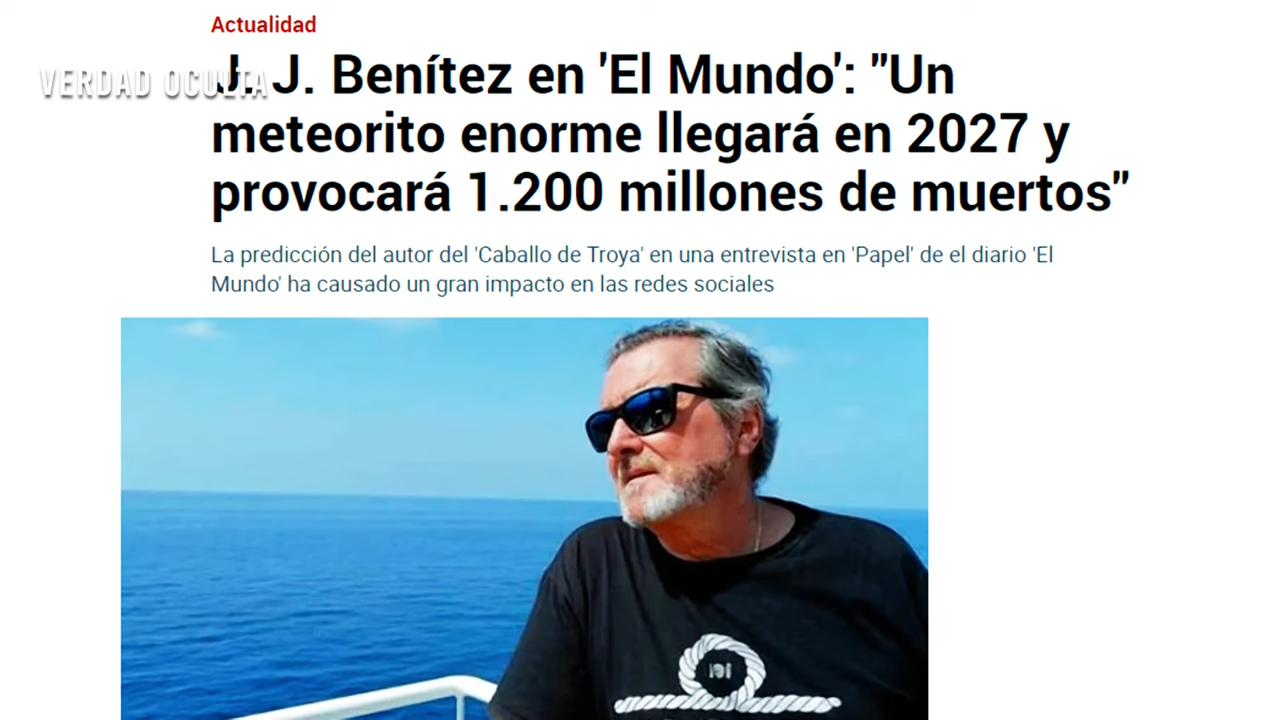 Actualidad
VERDAD OCULTA
J. J. Benítez en 'El Mundo': "Un
meteorito enorme llegará en 2027 y
provocará 1.200 millones de muertos"
La predicción del autor del 'Caballo de Troya' en una entrevista en 'Papel' de el diario 'El
Mundo' ha causado un gran impacto en las redes sociales